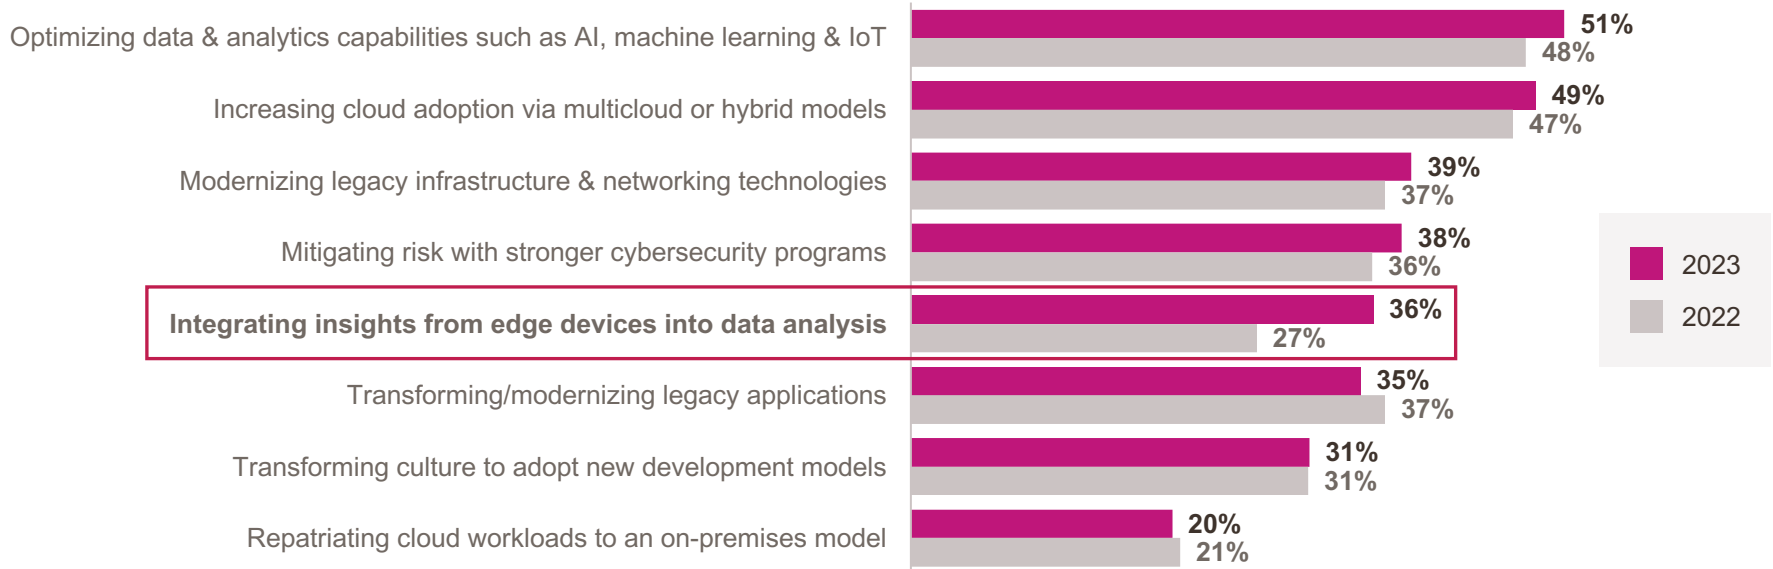 Optimizing data & analytics capabilities such as AI, machine learning & IoT
51%
48%
Increasing cloud adoption via multicloud or hybrid models
49%
47%
Modernizing legacy infrastructure & networking technologies
39%
37%
Mitigating risk with stronger cybersecurity programs
38%
36%
Integrating insights from edge devices into data analysis
36%
27%
Transforming/modernizing legacy applications
35%
37%
Transforming culture to adopt new development models
31%
31%
Repatriating cloud workloads to an on-premises model
20%
21%
2023
2022